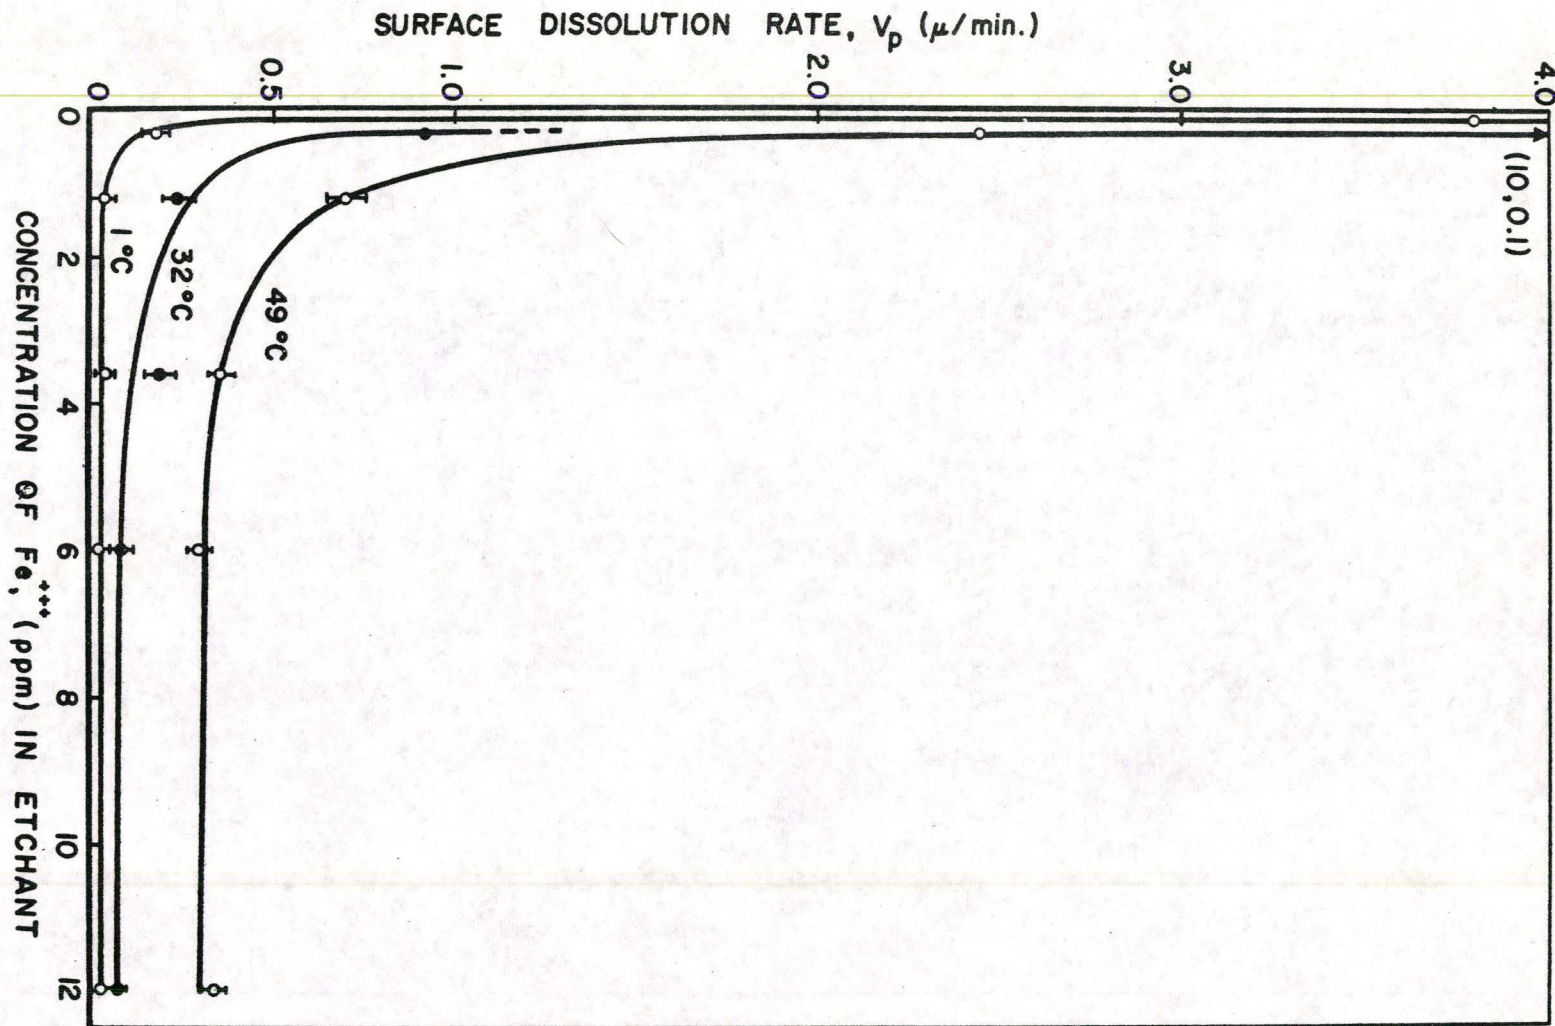 SURFACE DISSOLUTION RATE, Vp (μ/min.)
0 0.5 1.0 2.0 3.0 4.0
(10,0.1)
1 °C
32 °C
49 °C
0 2 4 6 8 10 12
CONCENTRATION OF Fe,+++ (ppm) IN ETCHANT